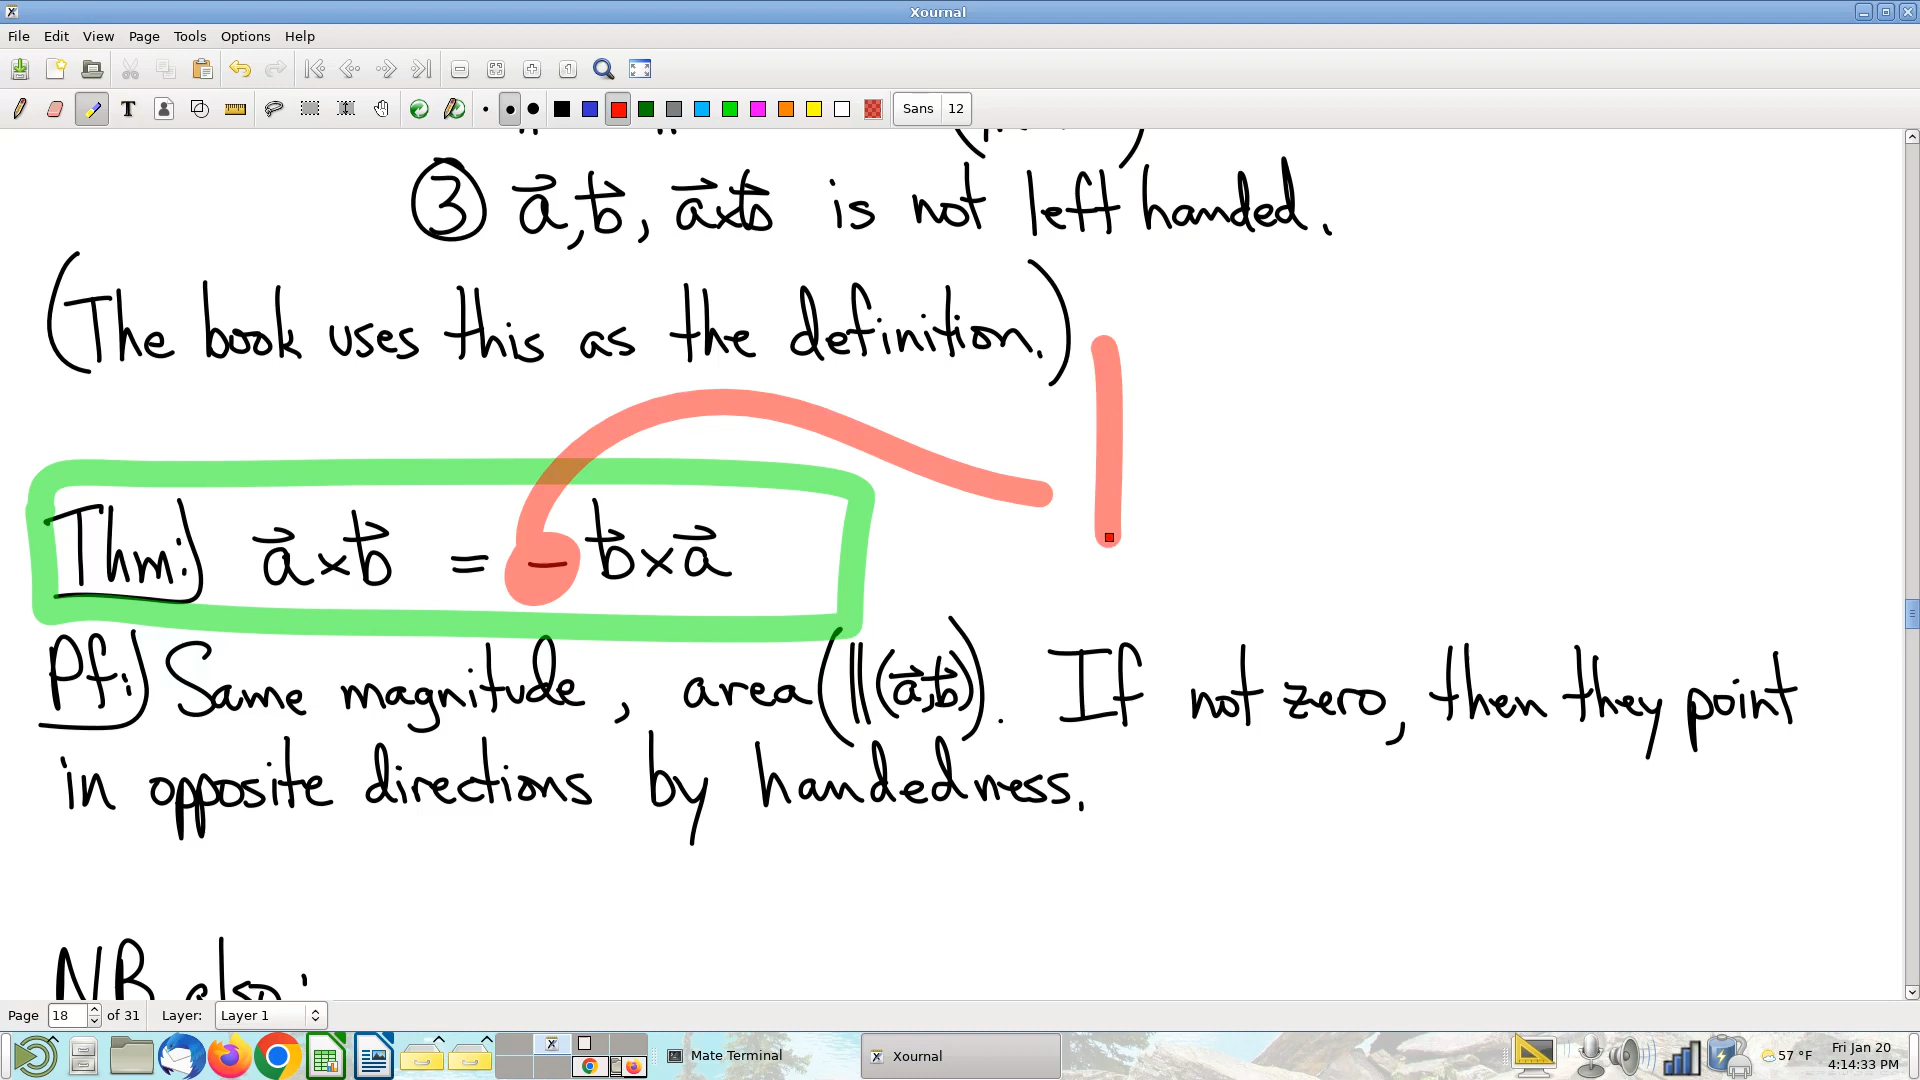 Xournal
File Edit View Page Tools Options Help
Sans 12
③ a⃗, b⃗, a⃗×b⃗ is not left handed.
(The book uses this as the definition.)
Thm: a⃗×b⃗ = - b⃗×a⃗
Pf: Same magnitude, area(||(a⃗,b⃗)). If not zero, then they point
in opposite directions by handedness.
NB also:
Page 18 of 31 Layer: Layer 1
Mate Terminal Xournal 57 °F Fri Jan 20
4:14:33 PM